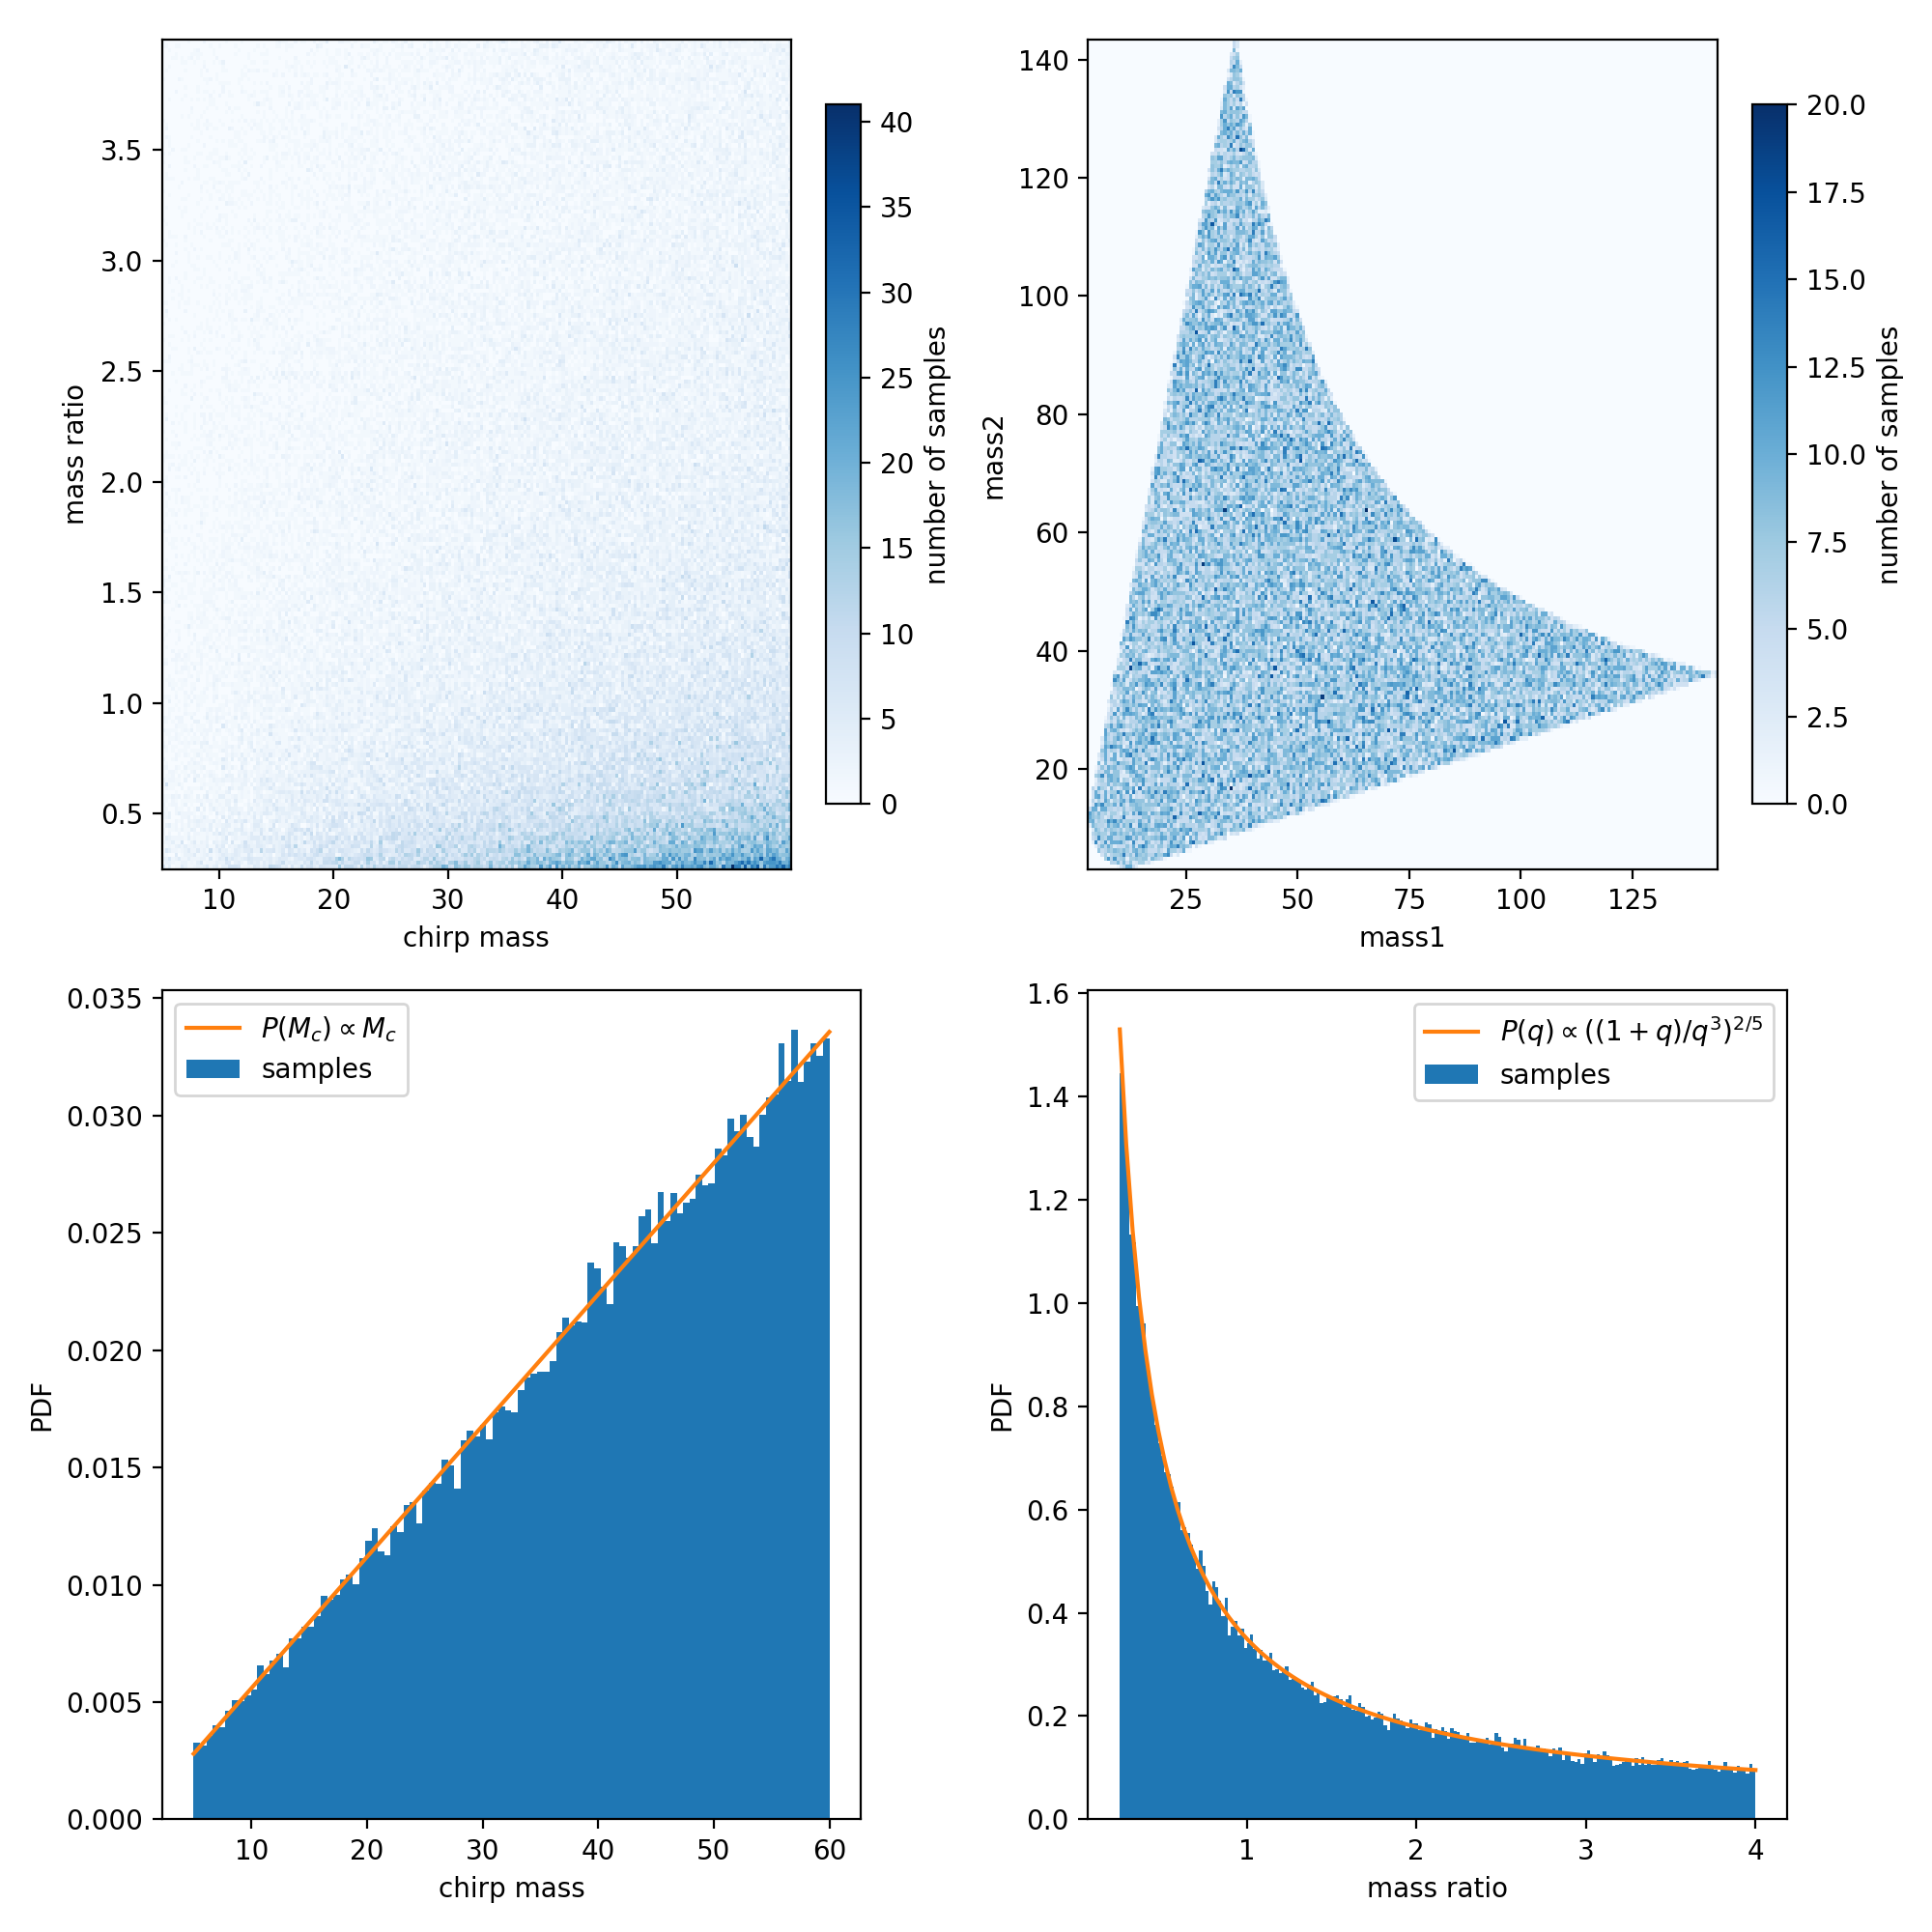 3.5
3.0
2.5
2.0
1.5
1.0
0.5
mass ratio
10 20 30 40 50
chirp mass
40
35
30
25
20
15
10
5
0
number of samples
140
120
100
80
60
40
20
mass2
25 50 75 100 125
mass1
20.0
17.5
15.0
12.5
10.0
7.5
5.0
2.5
0.0
number of samples
0.035
0.030
0.025
0.020
0.015
0.010
0.005
0.000
PDF
P(M_c) ∝ M_c
samples
10 20 30 40 50 60
chirp mass
1.6
1.4
1.2
1.0
0.8
0.6
0.4
0.2
0.0
PDF
P(q) ∝ ((1 + q)/q³)^{2/5}
samples
1 2 3 4
mass ratio